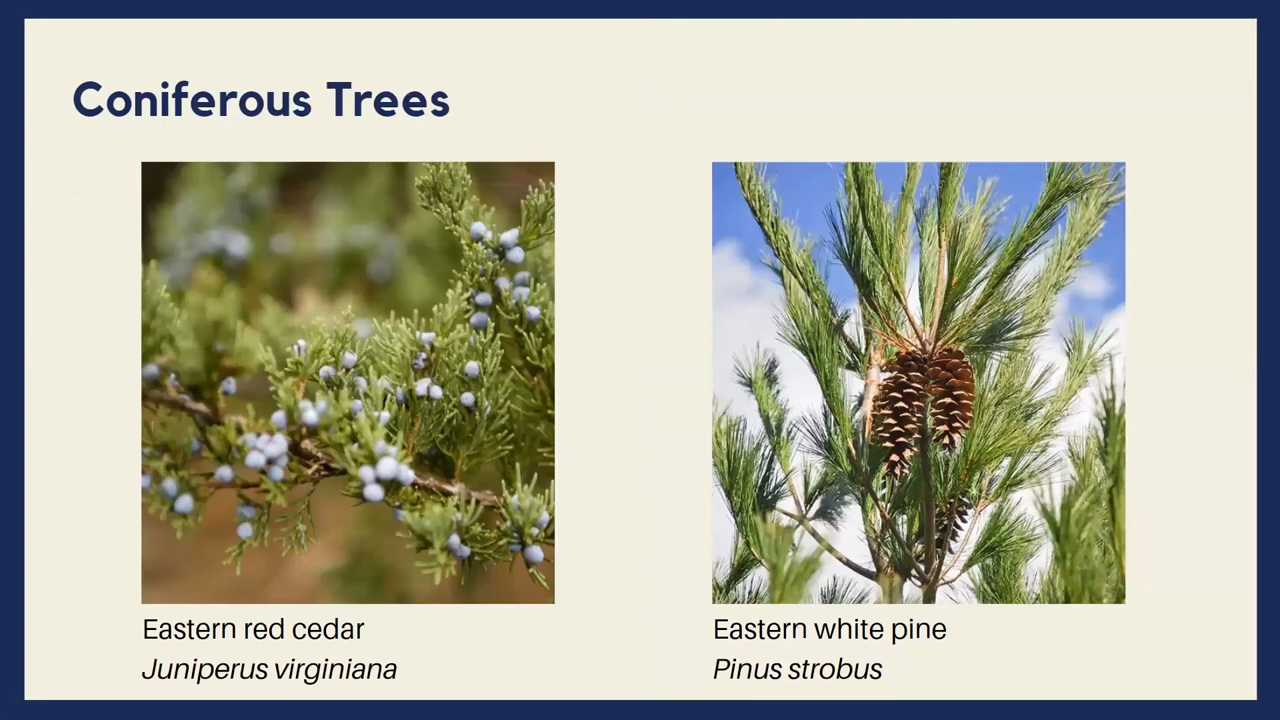 Coniferous Trees
Eastern red cedar
Juniperus virginiana
Eastern white pine
Pinus strobus